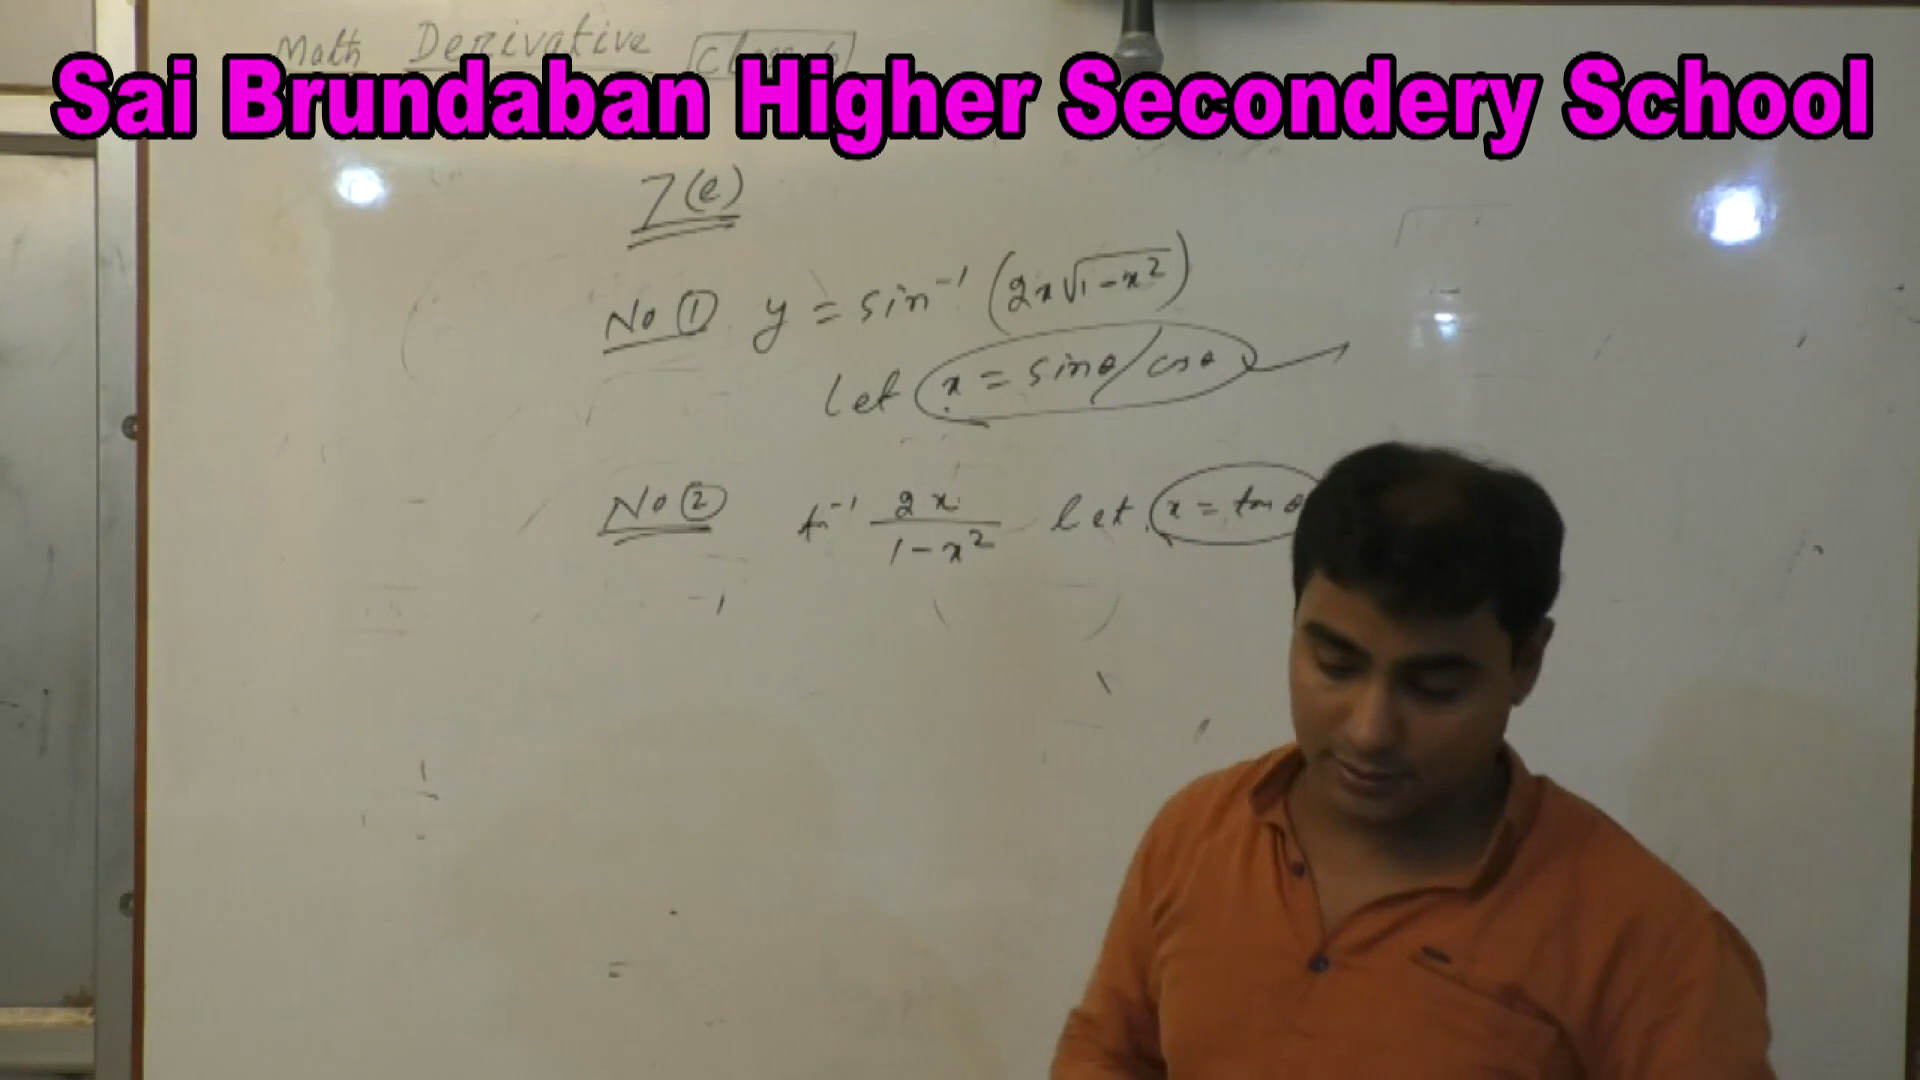 Math Derivative
Sai Brundaban Higher Secondery School
7(e)
No ① y = sin⁻¹ (2x√1-x²)
Let x = sinθ/cosθ
No ② tan⁻¹ 2x/1-x² let x = tanθ